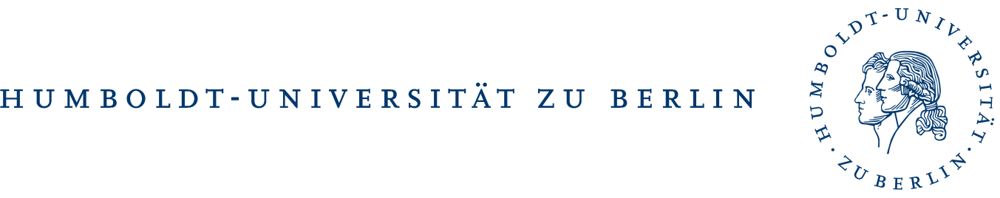 HUMBOLDT-UNIVERSITÄT ZU BERLIN
HUMBOLDT-UNIVERSITÄT
· ZU BERLIN ·